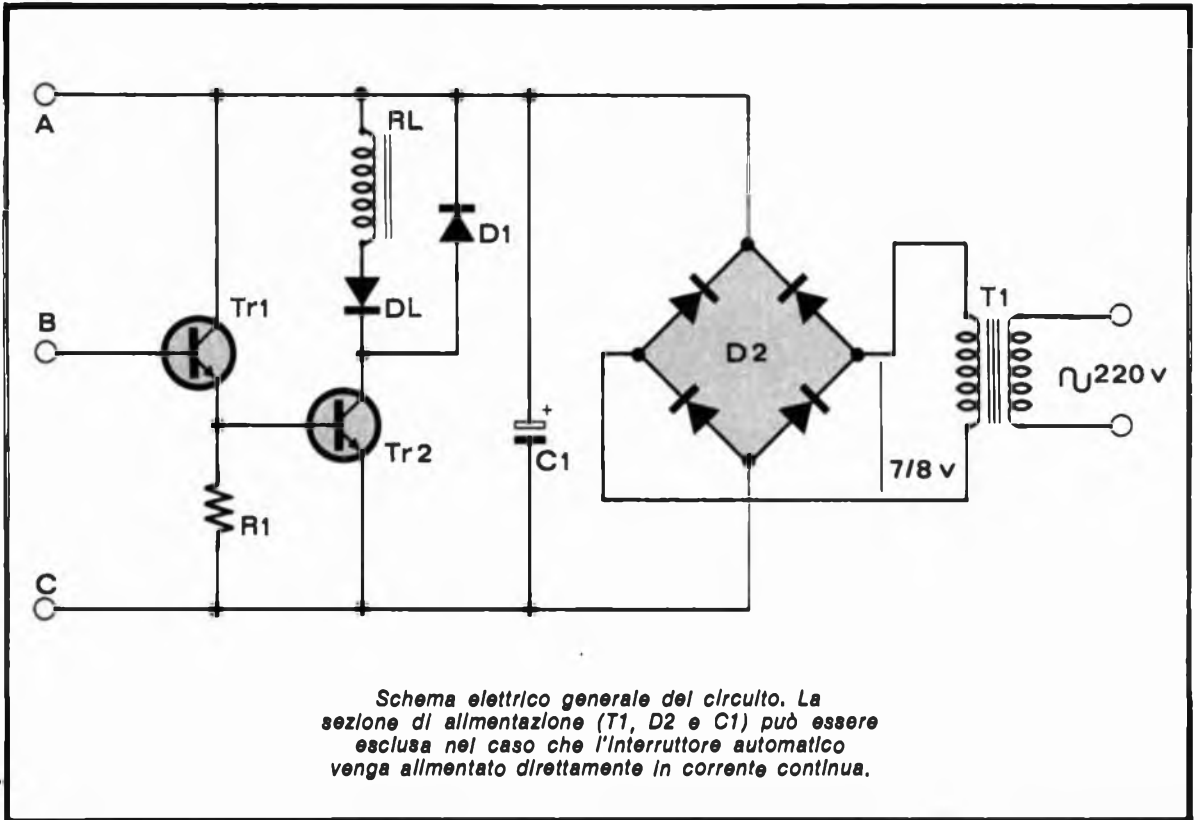 A
RL
D1
Tr1
DL
B
T1
D2
220 v
+
C1
Tr2
7/8 v
R1
C
Schema elettrico generale del circuito. La
sezione di alimentazione (T1, D2 e C1) può essere
esclusa nel caso che l'interruttore automatico
venga alimentato direttamente in corrente continua.